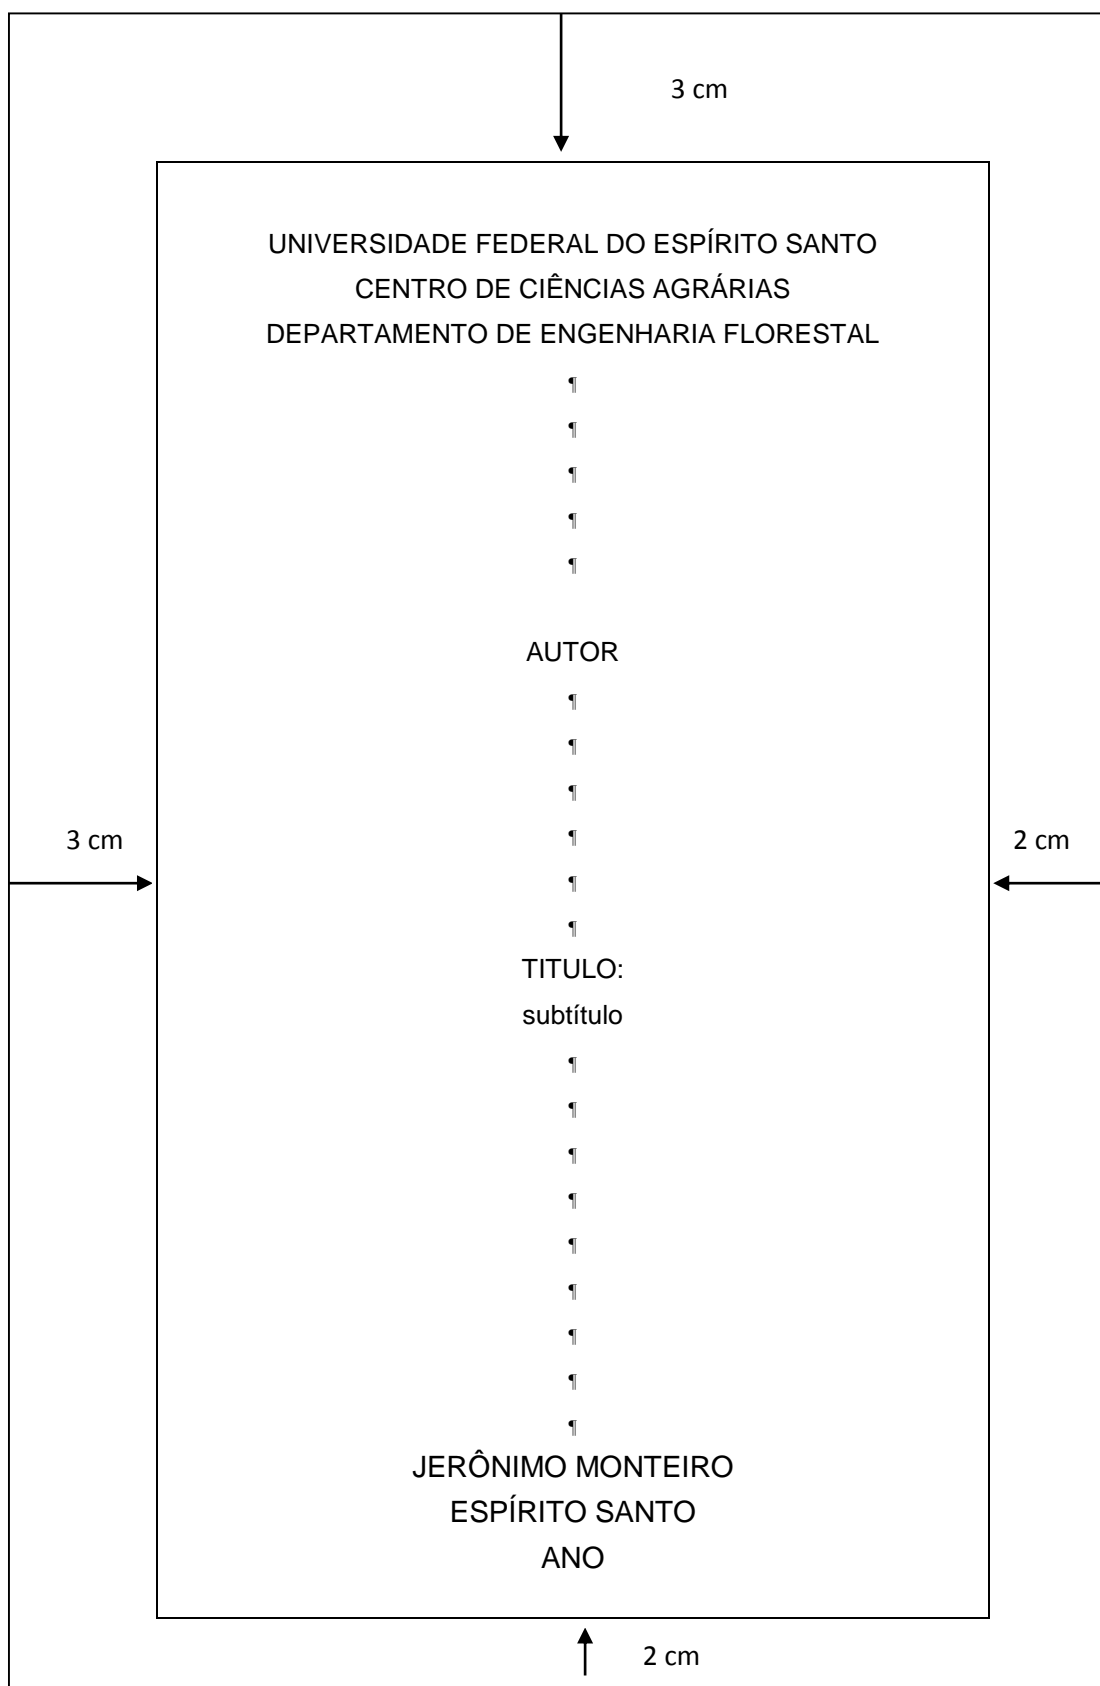 3 cm
UNIVERSIDADE FEDERAL DO ESPÍRITO SANTO
CENTRO DE CIÊNCIAS AGRÁRIAS
DEPARTAMENTO DE ENGENHARIA FLORESTAL
¶
¶
¶
¶
¶
AUTOR
¶
¶
¶
¶
3 cm
2 cm
¶
¶
TITULO:
subtítulo
¶
¶
¶
¶
¶
¶
¶
¶
¶
JERÔNIMO MONTEIRO
ESPÍRITO SANTO
ANO
2 cm